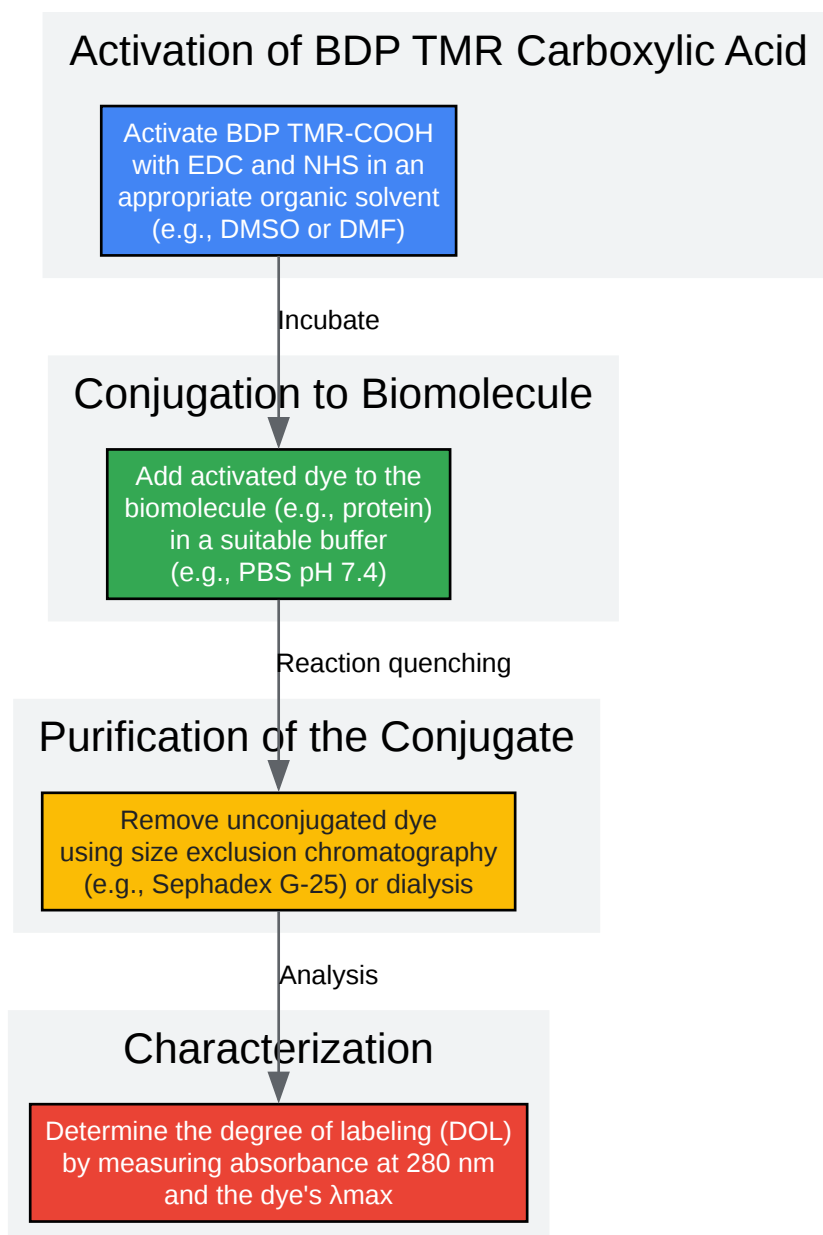 Activation of BDP TMR Carboxylic Acid
Activate BDP TMR-COOH
with EDC and NHS in an
appropriate organic solvent
(e.g., DMSO or DMF)
Incubate
Conjugation to Biomolecule
Add activated dye to the
biomolecule (e.g., protein)
in a suitable buffer
(e.g., PBS pH 7.4)
Reaction quenching
Purification of the Conjugate
Remove unconjugated dye
using size exclusion chromatography
(e.g., Sephadex G-25) or dialysis
Analysis
Characterization
Determine the degree of labeling (DOL)
by measuring absorbance at 280 nm
and the dye's λmax